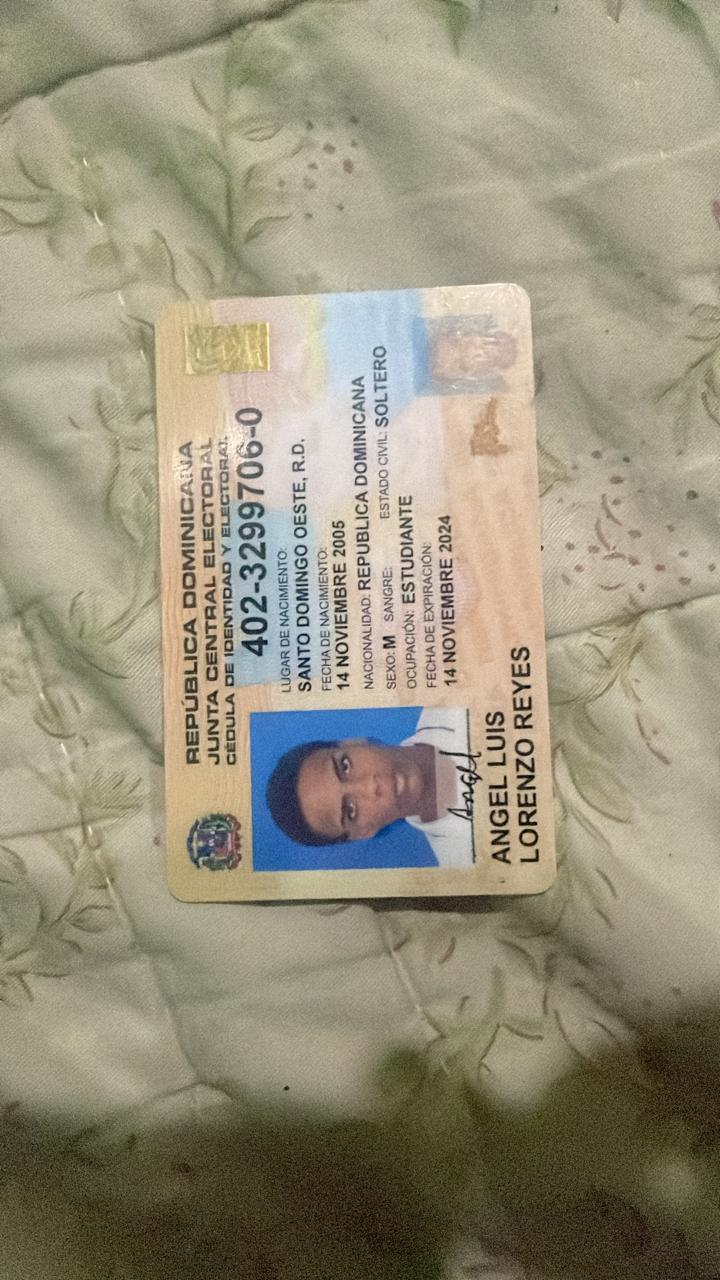 REPÚBLICA DOMINICANA
JUNTA CENTRAL ELECTORAL
CÉDULA DE IDENTIDAD Y ELECTORAL
402-3299706-0
LUGAR DE NACIMIENTO:
SANTO DOMINGO OESTE, R.D.
FECHA DE NACIMIENTO:
14 NOVIEMBRE 2005
NACIONALIDAD: REPUBLICA DOMINICANA
SEXO: M SANGRE: ESTADO CIVIL: SOLTERO
OCUPACIÓN: ESTUDIANTE
FECHA DE EXPIRACIÓN:
14 NOVIEMBRE 2024
Angel
ANGEL LUIS
LORENZO REYES